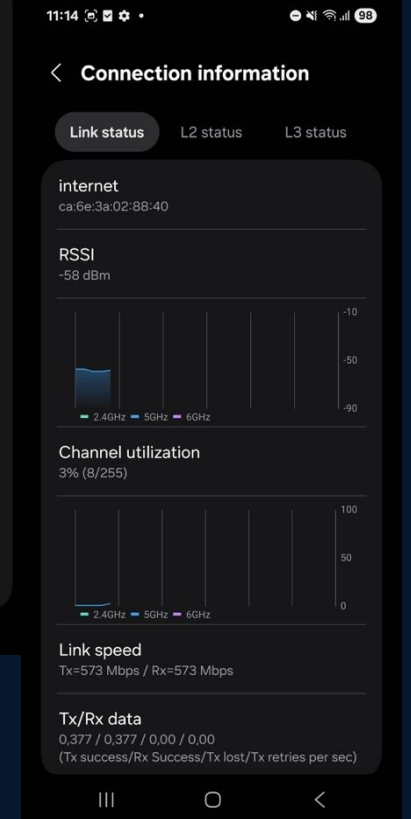 11:14
98
Connection information
Link status L2 status L3 status
internet
ca:6e:3a:02:88:40
RSSI
-58 dBm
-10
-50
-90
2.4GHz 5GHz 6GHz
Channel utilization
3% (8/255)
100
50
0
2.4GHz 5GHz 6GHz
Link speed
Tx=573 Mbps / Rx=573 Mbps
Tx/Rx data
0,377 / 0,377 / 0,00 / 0,00
(Tx success/Rx Success/Tx lost/Tx retries per sec)